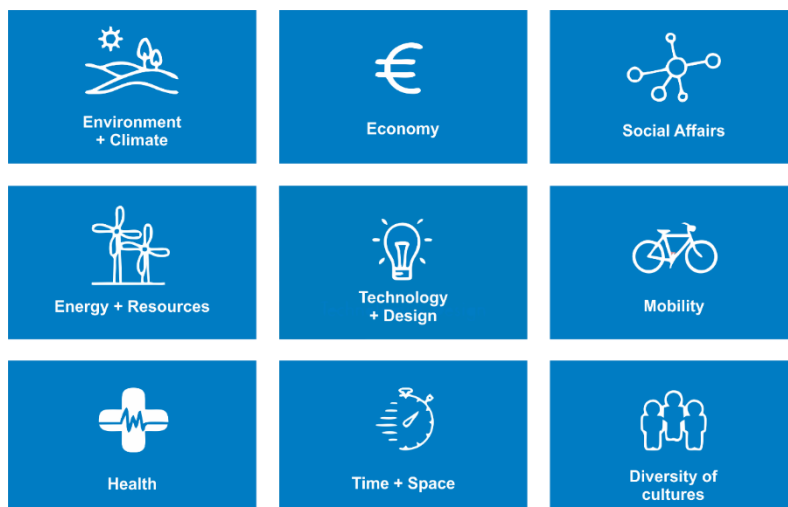 Environment
+ Climate
Economy
Social Affairs
Energy + Resources
Technology
+ Design
Mobility
Health
Time + Space
Diversity of
cultures